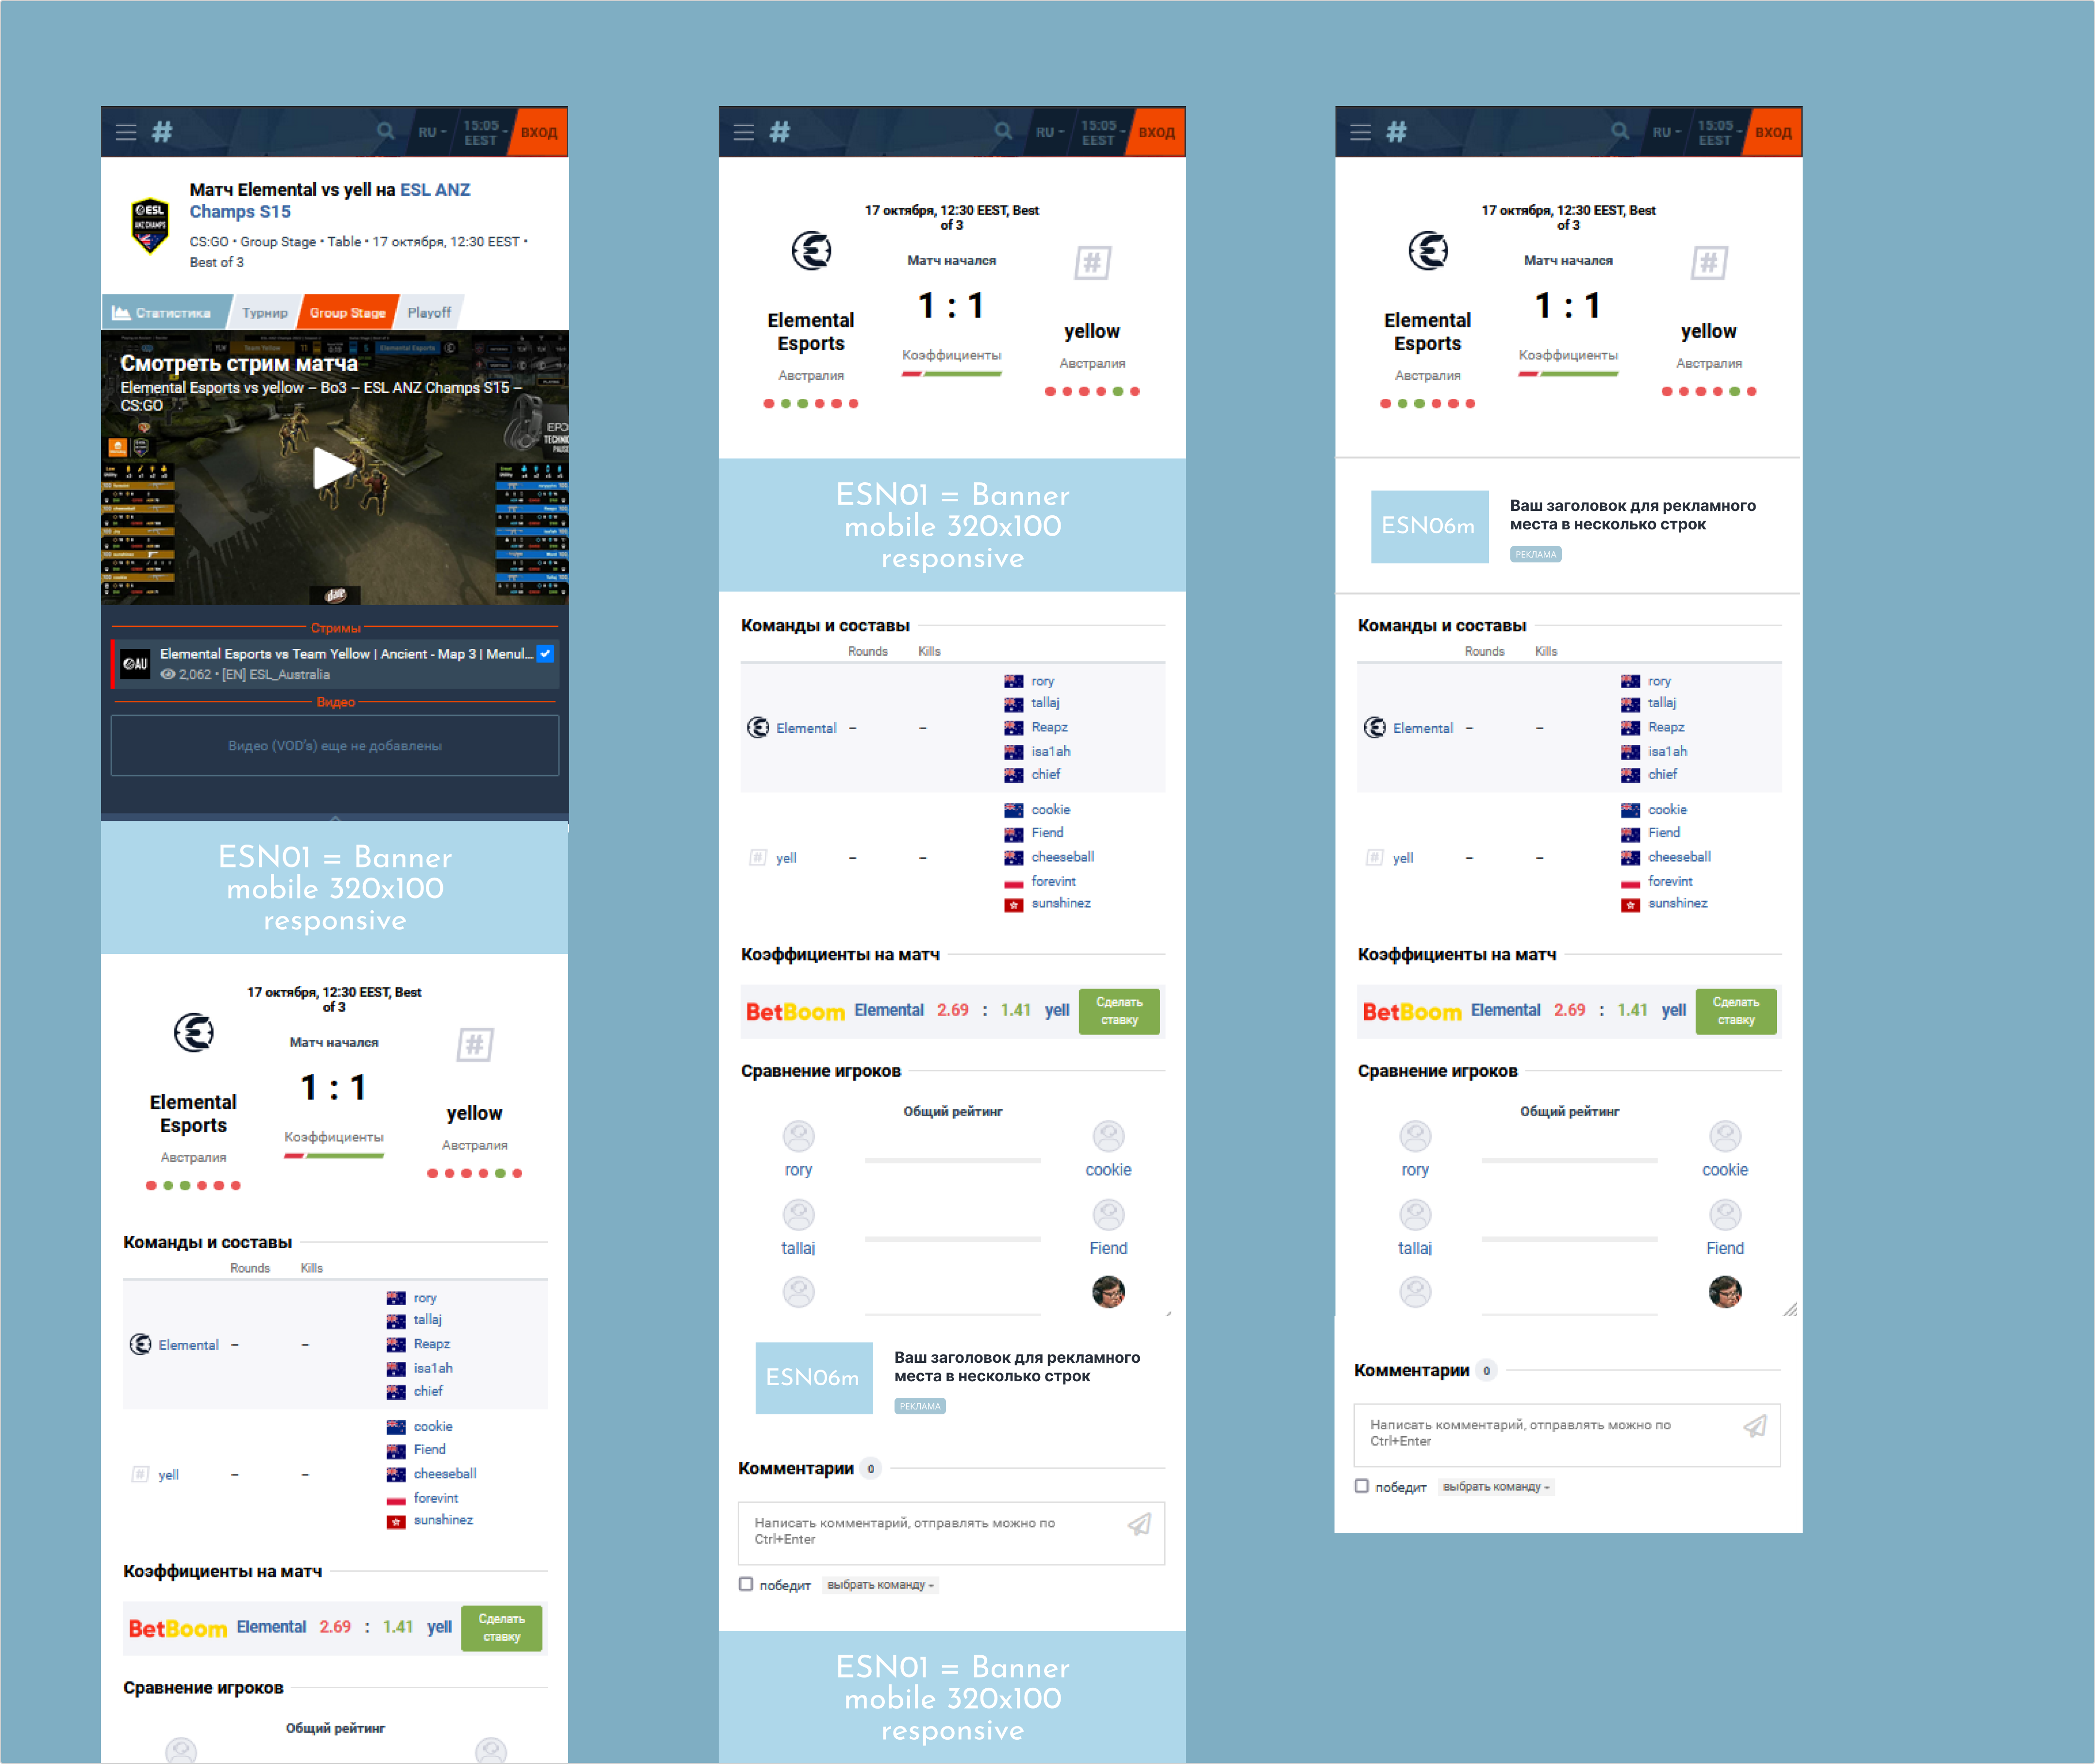 RU
15:05
EEST
ВХОД
Матч Elemental vs yell на ESL ANZ
Champs S15
CS:GO • Group Stage • Table • 17 октября, 12:30 EEST •
Best of 3
ESL
ANZ CHAMPS
Статистика
Турнир
Group Stage
Playoff
Смотреть стрим матча
Elemental Esports vs yellow – Bo3 – ESL ANZ Champs S15 –
CS:GO
Стримы
AU
Elemental Esports vs Team Yellow | Ancient - Map 3 | Menul...
2,062 • [EN] ESL_Australia
Видео
Видео (VOD's) еще не добавлены
ESN01 = Banner
mobile 320x100
responsive
17 октября, 12:30 EEST, Best
of 3
Матч начался
1 : 1
Elemental
Esports
yellow
Коэффициенты
Австралия
Австралия
Команды и составы
Rounds
Kills
Elemental – –
rory
tallaj
Reapz
isa1ah
chief
yell – –
cookie
Fiend
cheeseball
forevint
sunshinez
Коэффициенты на матч
BetBoom Elemental 2.69 : 1.41 yell
Сделать
ставку
Сравнение игроков
Общий рейтинг
RU
15:05
EEST
ВХОД
17 октября, 12:30 EEST, Best
of 3
Матч начался
1 : 1
Elemental
Esports
yellow
Коэффициенты
Австралия
Австралия
ESN01 = Banner
mobile 320x100
responsive
Команды и составы
Rounds
Kills
Elemental – –
rory
tallaj
Reapz
isa1ah
chief
yell – –
cookie
Fiend
cheeseball
forevint
sunshinez
Коэффициенты на матч
BetBoom Elemental 2.69 : 1.41 yell
Сделать
ставку
Сравнение игроков
Общий рейтинг
rory
cookie
tallaj
Fiend
ESN06m
Ваш заголовок для рекламного
места в несколько строк
РЕКЛАМА
Комментарии 0
Написать комментарий, отправлять можно по
Ctrl+Enter
победит
выбрать команду
ESN01 = Banner
mobile 320x100
responsive
RU
15:05
EEST
ВХОД
17 октября, 12:30 EEST, Best
of 3
Матч начался
1 : 1
Elemental
Esports
yellow
Коэффициенты
Австралия
Австралия
ESN06m
Ваш заголовок для рекламного
места в несколько строк
РЕКЛАМА
Команды и составы
Rounds
Kills
Elemental – –
rory
tallaj
Reapz
isa1ah
chief
yell – –
cookie
Fiend
cheeseball
forevint
sunshinez
Коэффициенты на матч
BetBoom Elemental 2.69 : 1.41 yell
Сделать
ставку
Сравнение игроков
Общий рейтинг
rory
cookie
tallaj
Fiend
Комментарии 0
Написать комментарий, отправлять можно по
Ctrl+Enter
победит
выбрать команду